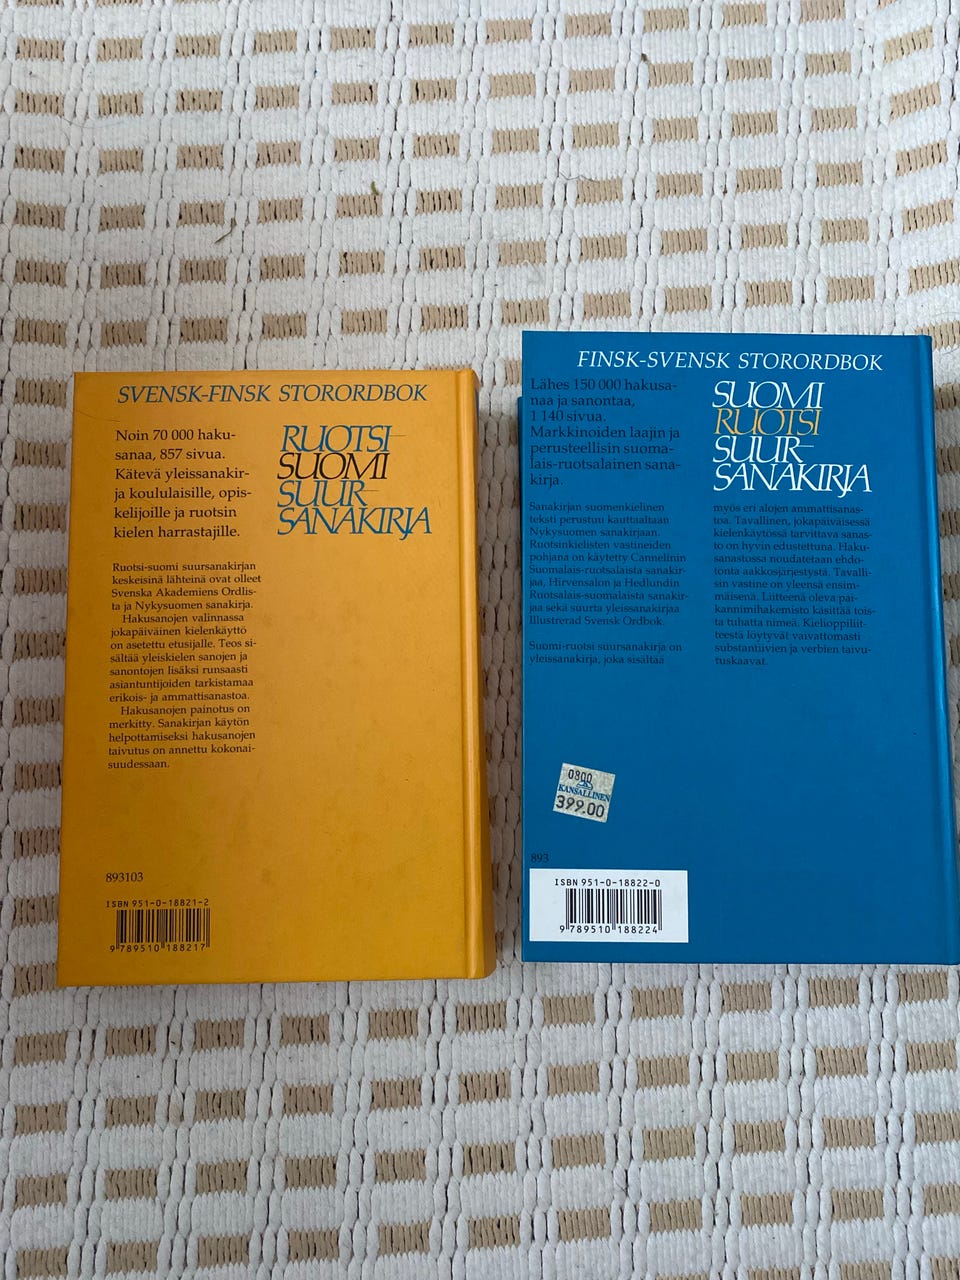 SVENSK-FINSK STORORDBOK
Noin 70 000 haku-
sanaa, 857 sivua.
Kätevä yleissanakir-
ja koululaisille, opis-
kelijoille ja ruotsin
kielen harrastajille.
RUOTSI
SUOMI
SUUR
SANAKIRJA
Ruotsi-suomi suursanakirjan
keskeisinä lähteinä ovat olleet
Svenska Akademiens Ordlis-
ta ja Nykysuomen sanakirja.
Hakusanojen valinnassa
jokapäiväinen kielenkäyttö
on asetettu etusijalle. Teos si-
sältää yleiskielen sanojen ja
sanontojen lisäksi runsaasti
asiantuntijoiden tarkistamaa
erikois- ja ammattisanastoa.
Hakusanojen painotus on
merkitty. Sanakirjan käytön
helpottamiseksi hakusanojen
taivutus on annettu kokonai-
suudessaan.
893103
ISBN 951-0-18821-2
9 789510 188217
FINSK-SVENSK STORORDBOK
Lähes 150 000 hakusa-
naa ja sanontaa,
1 140 sivua.
Markkinoiden laajin ja
perusteellisin suoma-
lais-ruotsalainen sana-
kirja.
SUOMI
RUOTSI
SUUR-
SANAKIRJA
Sanakirjan suomenkielinen
teksti perustuu kauttaaltaan
Nykysuomen sanakirjaan.
Ruotsinkielisten vastineiden
pohjana on käytetty Cannelinin
Suomalais-ruotsalaista sanakir-
jaa, Hirvensalon ja Hedlundin
Ruotsalais-suomalaista sanakir-
jaa sekä suurta yleissanakirjaa
Illustrerad Svensk Ordbok.
Suomi-ruotsi suursanakirja on
yleissanakirja, joka sisältää
myös eri alojen ammattisanas-
toa. Tavallinen, jokapäiväisessä
kielenkäytössä tarvittava sanas-
to on hyvin edustettuna. Haku-
sanastossa noudatetaan ehdo-
tonta aakkosjärjestystä. Tavalli-
sin vastine on yleensä ensim-
mäisenä. Liitteenä oleva pai-
kannimihakemisto käsittää tois-
ta tuhatta nimeä. Kielioppiliit-
teestä löytyvät vaivattomasti
substantiivien ja verbien taivu-
tuskaavat.
0800
KANSALLINEN
399.00
893
ISBN 951-0-18822-0
9 789510 188224